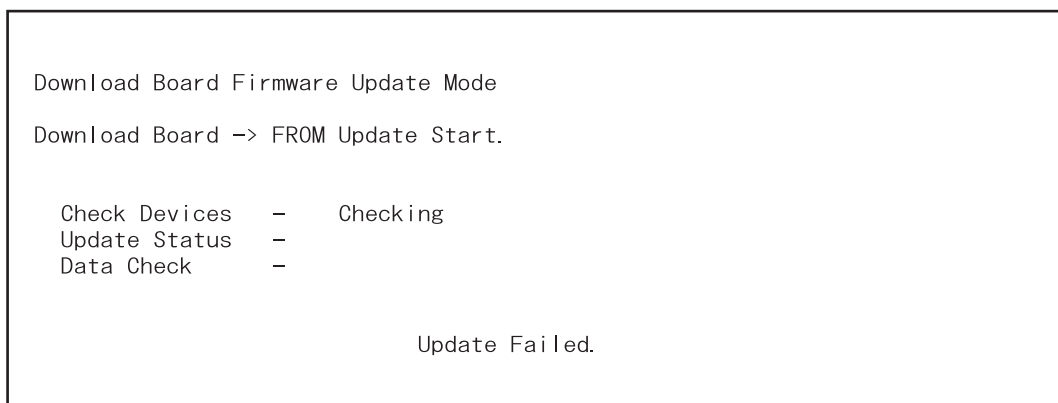 Download Board Firmware Update Mode
Download Board -> FROM Update Start.
Check Devices - Checking
Update Status -
Data Check -
Update Failed.